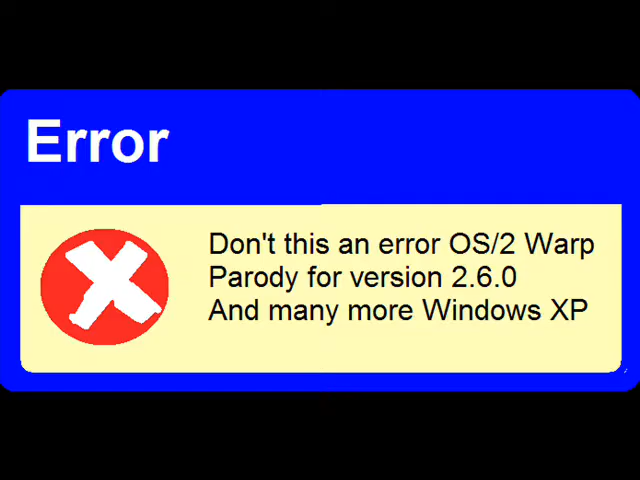 Error
Don't this an error OS/2 Warp
Parody for version 2.6.0
And many more Windows XP